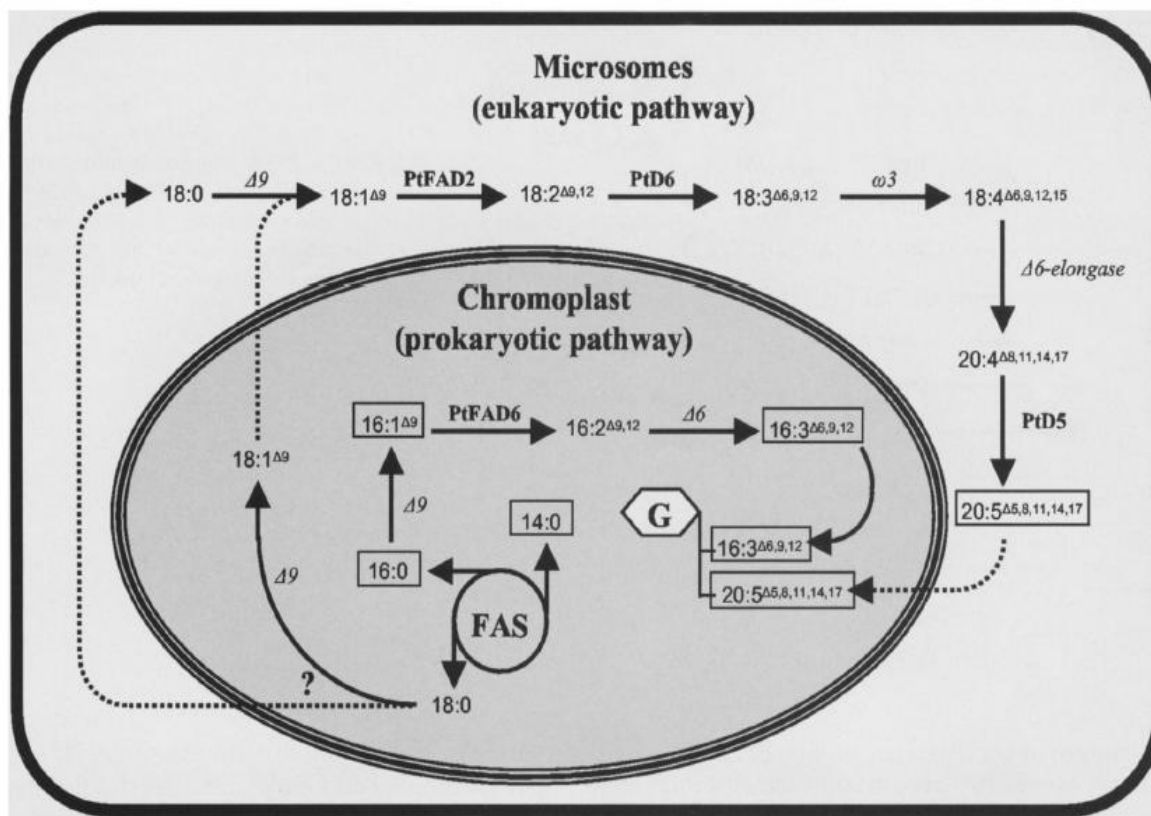 Microsomes
(eukaryotic pathway)
18:0 Δ9 18:1Δ9 PtFAD2 18:2Δ9,12 PtD6 18:3Δ6,9,12 ω3 18:4Δ6,9,12,15
Δ6-elongase
Chromoplast
(prokaryotic pathway)
20:4Δ8,11,14,17
16:1Δ9 PtFAD6 16:2Δ9,12 Δ6 16:3Δ6,9,12
PtD5
18:1Δ9
Δ9
14:0
G
20:5Δ5,8,11,14,17
16:3Δ6,9,12
16:0
Δ9
20:5Δ5,8,11,14,17
FAS
?
18:0